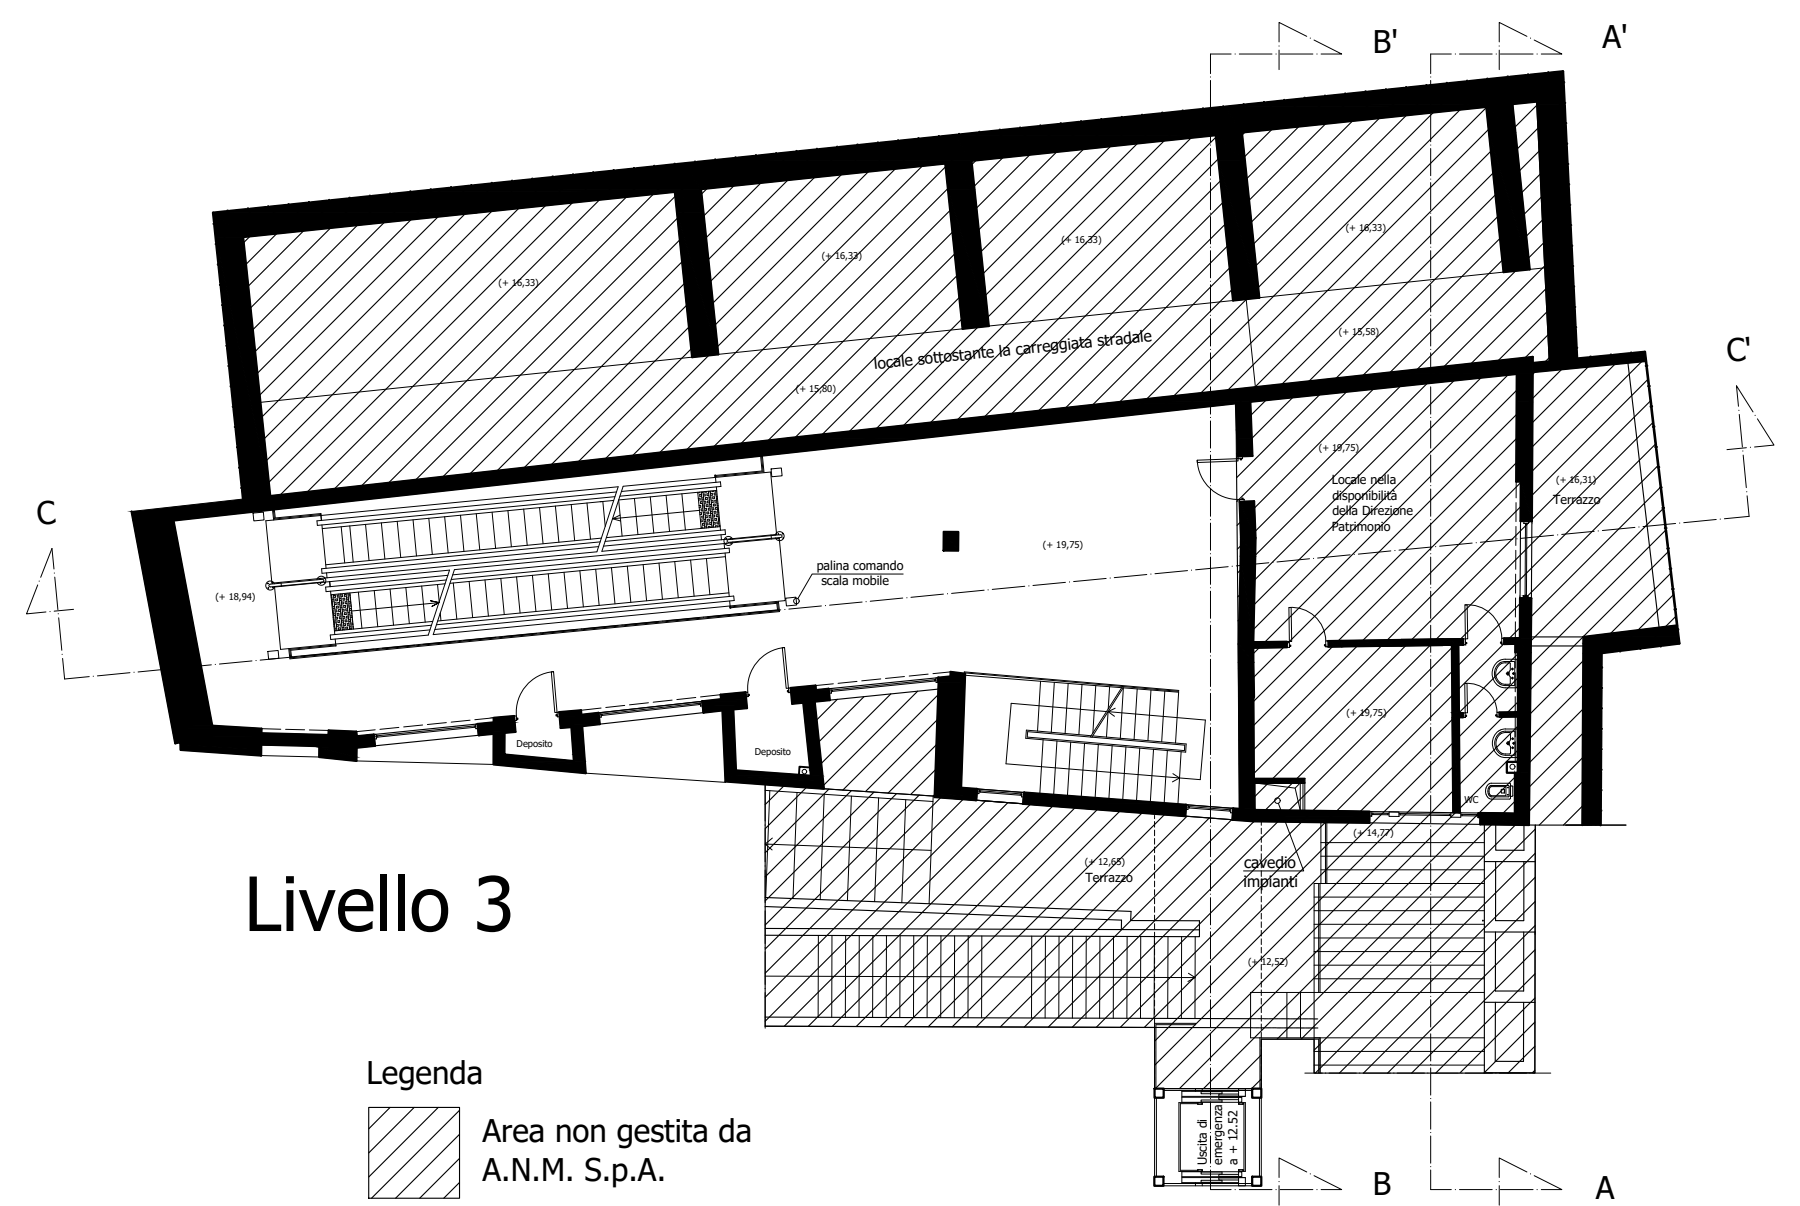 B'
A'
(+ 16,33)
(+ 16,33)
(+ 16,33)
(+ 16,33)
(+ 15,58)
locale sottostante la carreggiata stradale
(+ 15,80)
C'
(+ 19,75)
Locale nella
disponibilità
della Direzione
Patrimonio
(+ 16,31)
Terrazzo
C
(+ 18,94)
palina comando
scala mobile
(+ 19,75)
Deposito
Deposito
(+19,75)
WC
(+ 14,77)
(+ 12,65)
Terrazzo
cavedio
impianti
(+ 12,52)
Livello 3
Legenda
Area non gestita da
A.N.M. S.p.A.
Uscita di
emergenza
a + 12.52
B
A